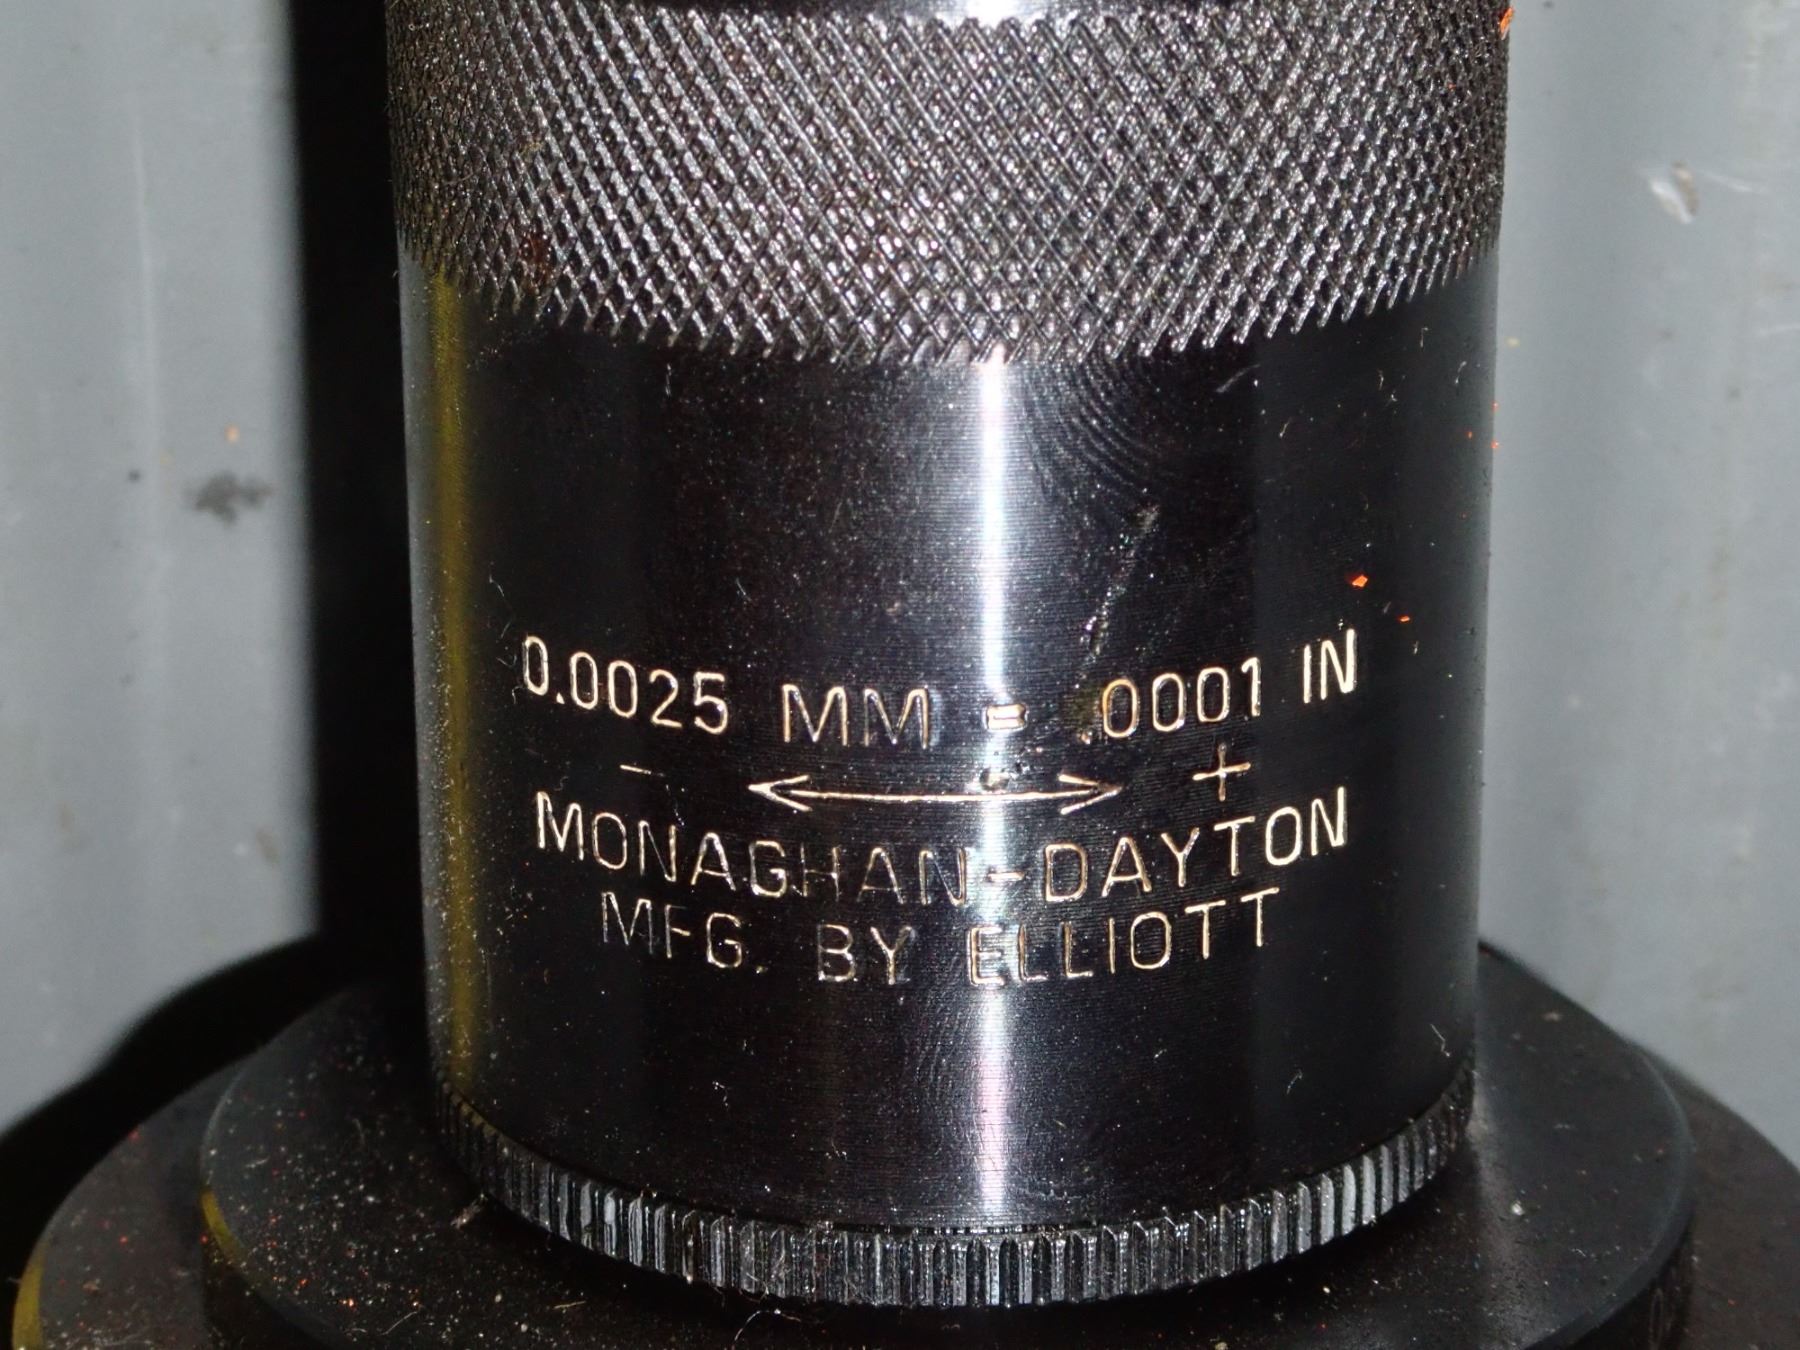 0.0025 MM = .0001 IN
- ↔ +
MONAGHAN-DAYTON
MFG. BY ELLIOTT